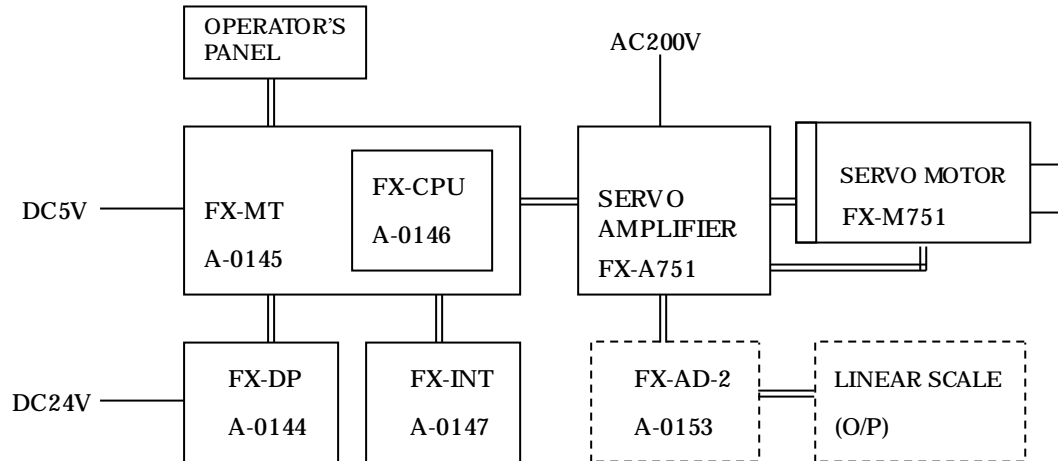 OPERATOR'S
PANEL
AC200V
FX-CPU
A-0146
DC5V
FX-MT
A-0145
SERVO
AMPLIFIER
FX-A751
SERVO MOTOR
FX-M751
DC24V
FX-DP
A-0144
FX-INT
A-0147
FX-AD-2
A-0153
LINEAR SCALE
(O/P)